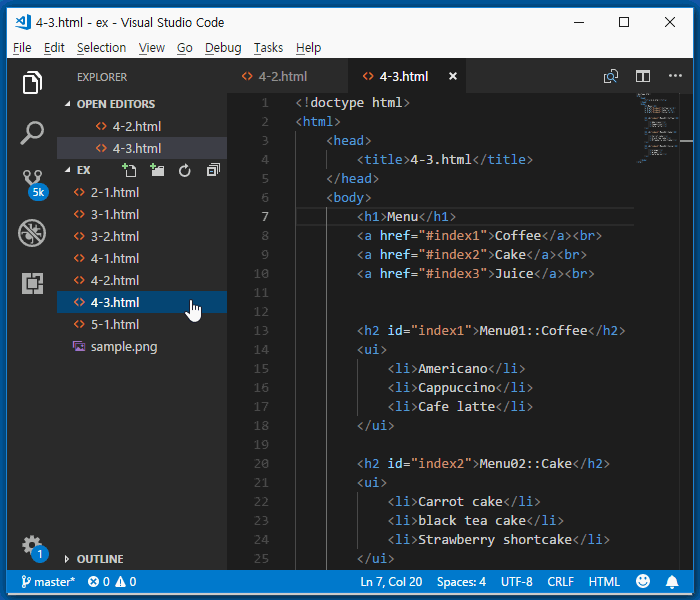 4-3.html - ex - Visual Studio Code
File Edit Selection View Go Debug Tasks Help
EXPLORER
OPEN EDITORS
4-2.html
4-3.html
EX
2-1.html
3-1.html
3-2.html
4-1.html
4-2.html
4-3.html
5-1.html
sample.png
OUTLINE
5k
1
4-2.html 4-3.html
1 <!doctype html>
2 <html>
3 <head>
4 <title>4-3.html</title>
5 </head>
6 <body>
7 <h1>Menu</h1>
8 <a href="#index1">Coffee</a><br>
9 <a href="#index2">Cake</a><br>
10 <a href="#index3">Juice</a><br>
11
12
13 <h2 id="index1">Menu01::Coffee</h2>
14 <ui>
15 <li>Americano</li>
16 <li>Cappuccino</li>
17 <li>Cafe latte</li>
18 </ui>
19
20 <h2 id="index2">Menu02::Cake</h2>
21 <ui>
22 <li>Carrot cake</li>
23 <li>black tea cake</li>
24 <li>Strawberry shortcake</li>
25 </ui>
master* 0 0 Ln 7, Col 20 Spaces: 4 UTF-8 CRLF HTML